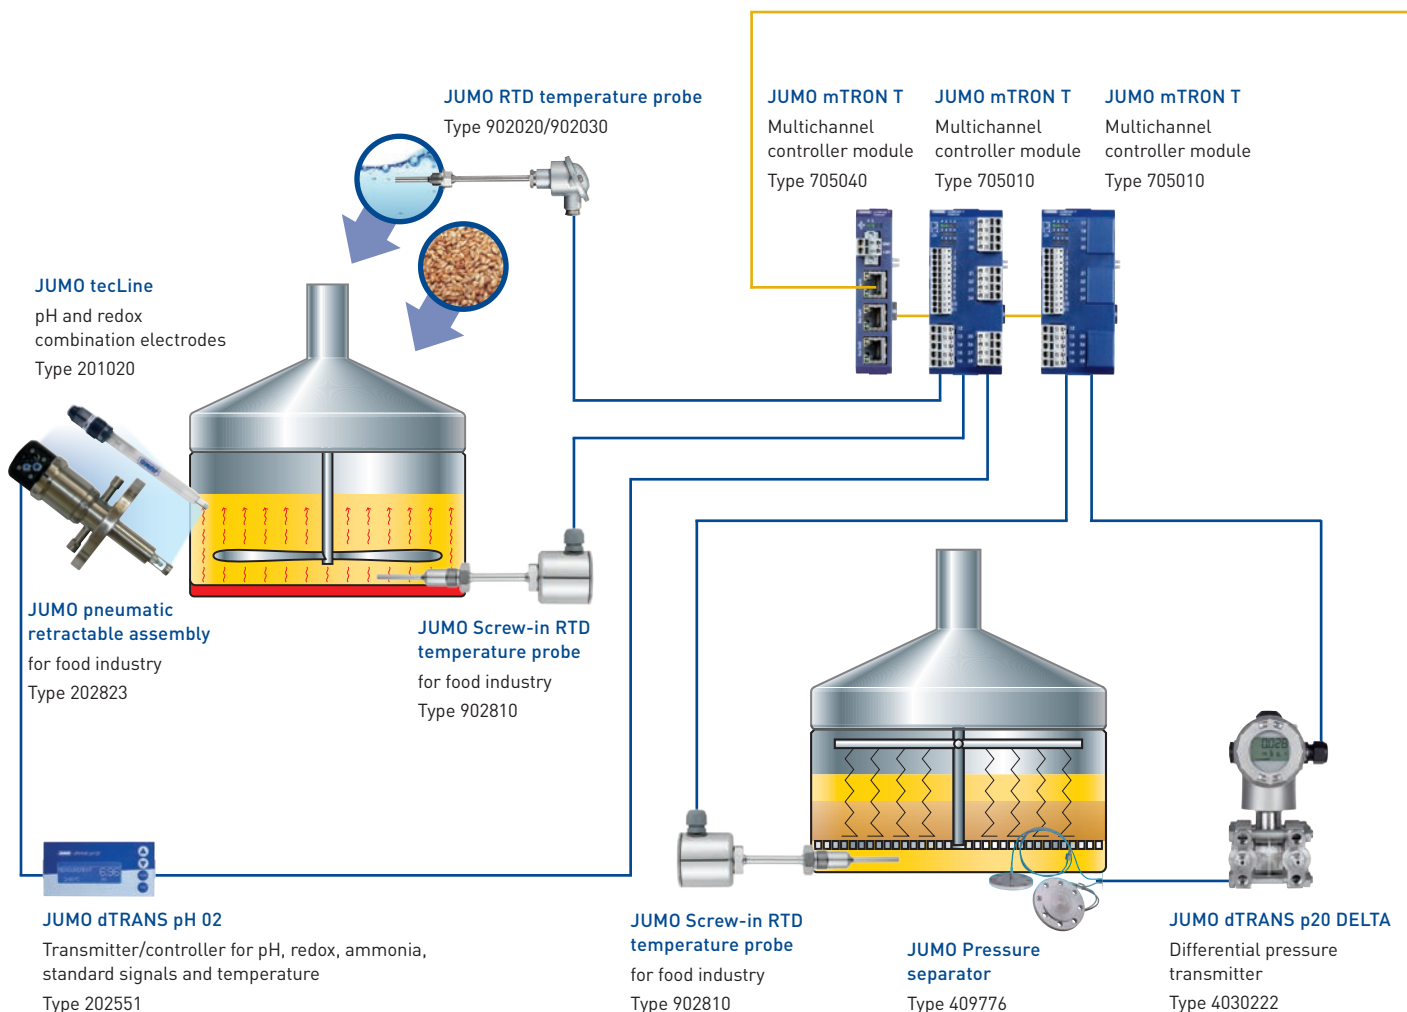 JUMO RTD temperature probe
Type 902020/902030
JUMO mTRON T
Multichannel
controller module
Type 705040
JUMO mTRON T
Multichannel
controller module
Type 705010
JUMO mTRON T
Multichannel
controller module
Type 705010
JUMO tecLine
pH and redox
combination electrodes
Type 201020
JUMO pneumatic
retractable assembly
for food industry
Type 202823
JUMO Screw-in RTD
temperature probe
for food industry
Type 902810
6.96
JUMO dTRANS pH 02
Transmitter/controller for pH, redox, ammonia,
standard signals and temperature
Type 202551
JUMO Screw-in RTD
temperature probe
for food industry
Type 902810
JUMO Pressure
separator
Type 409776
0.028
JUMO dTRANS p20 DELTA
Differential pressure
transmitter
Type 4030222